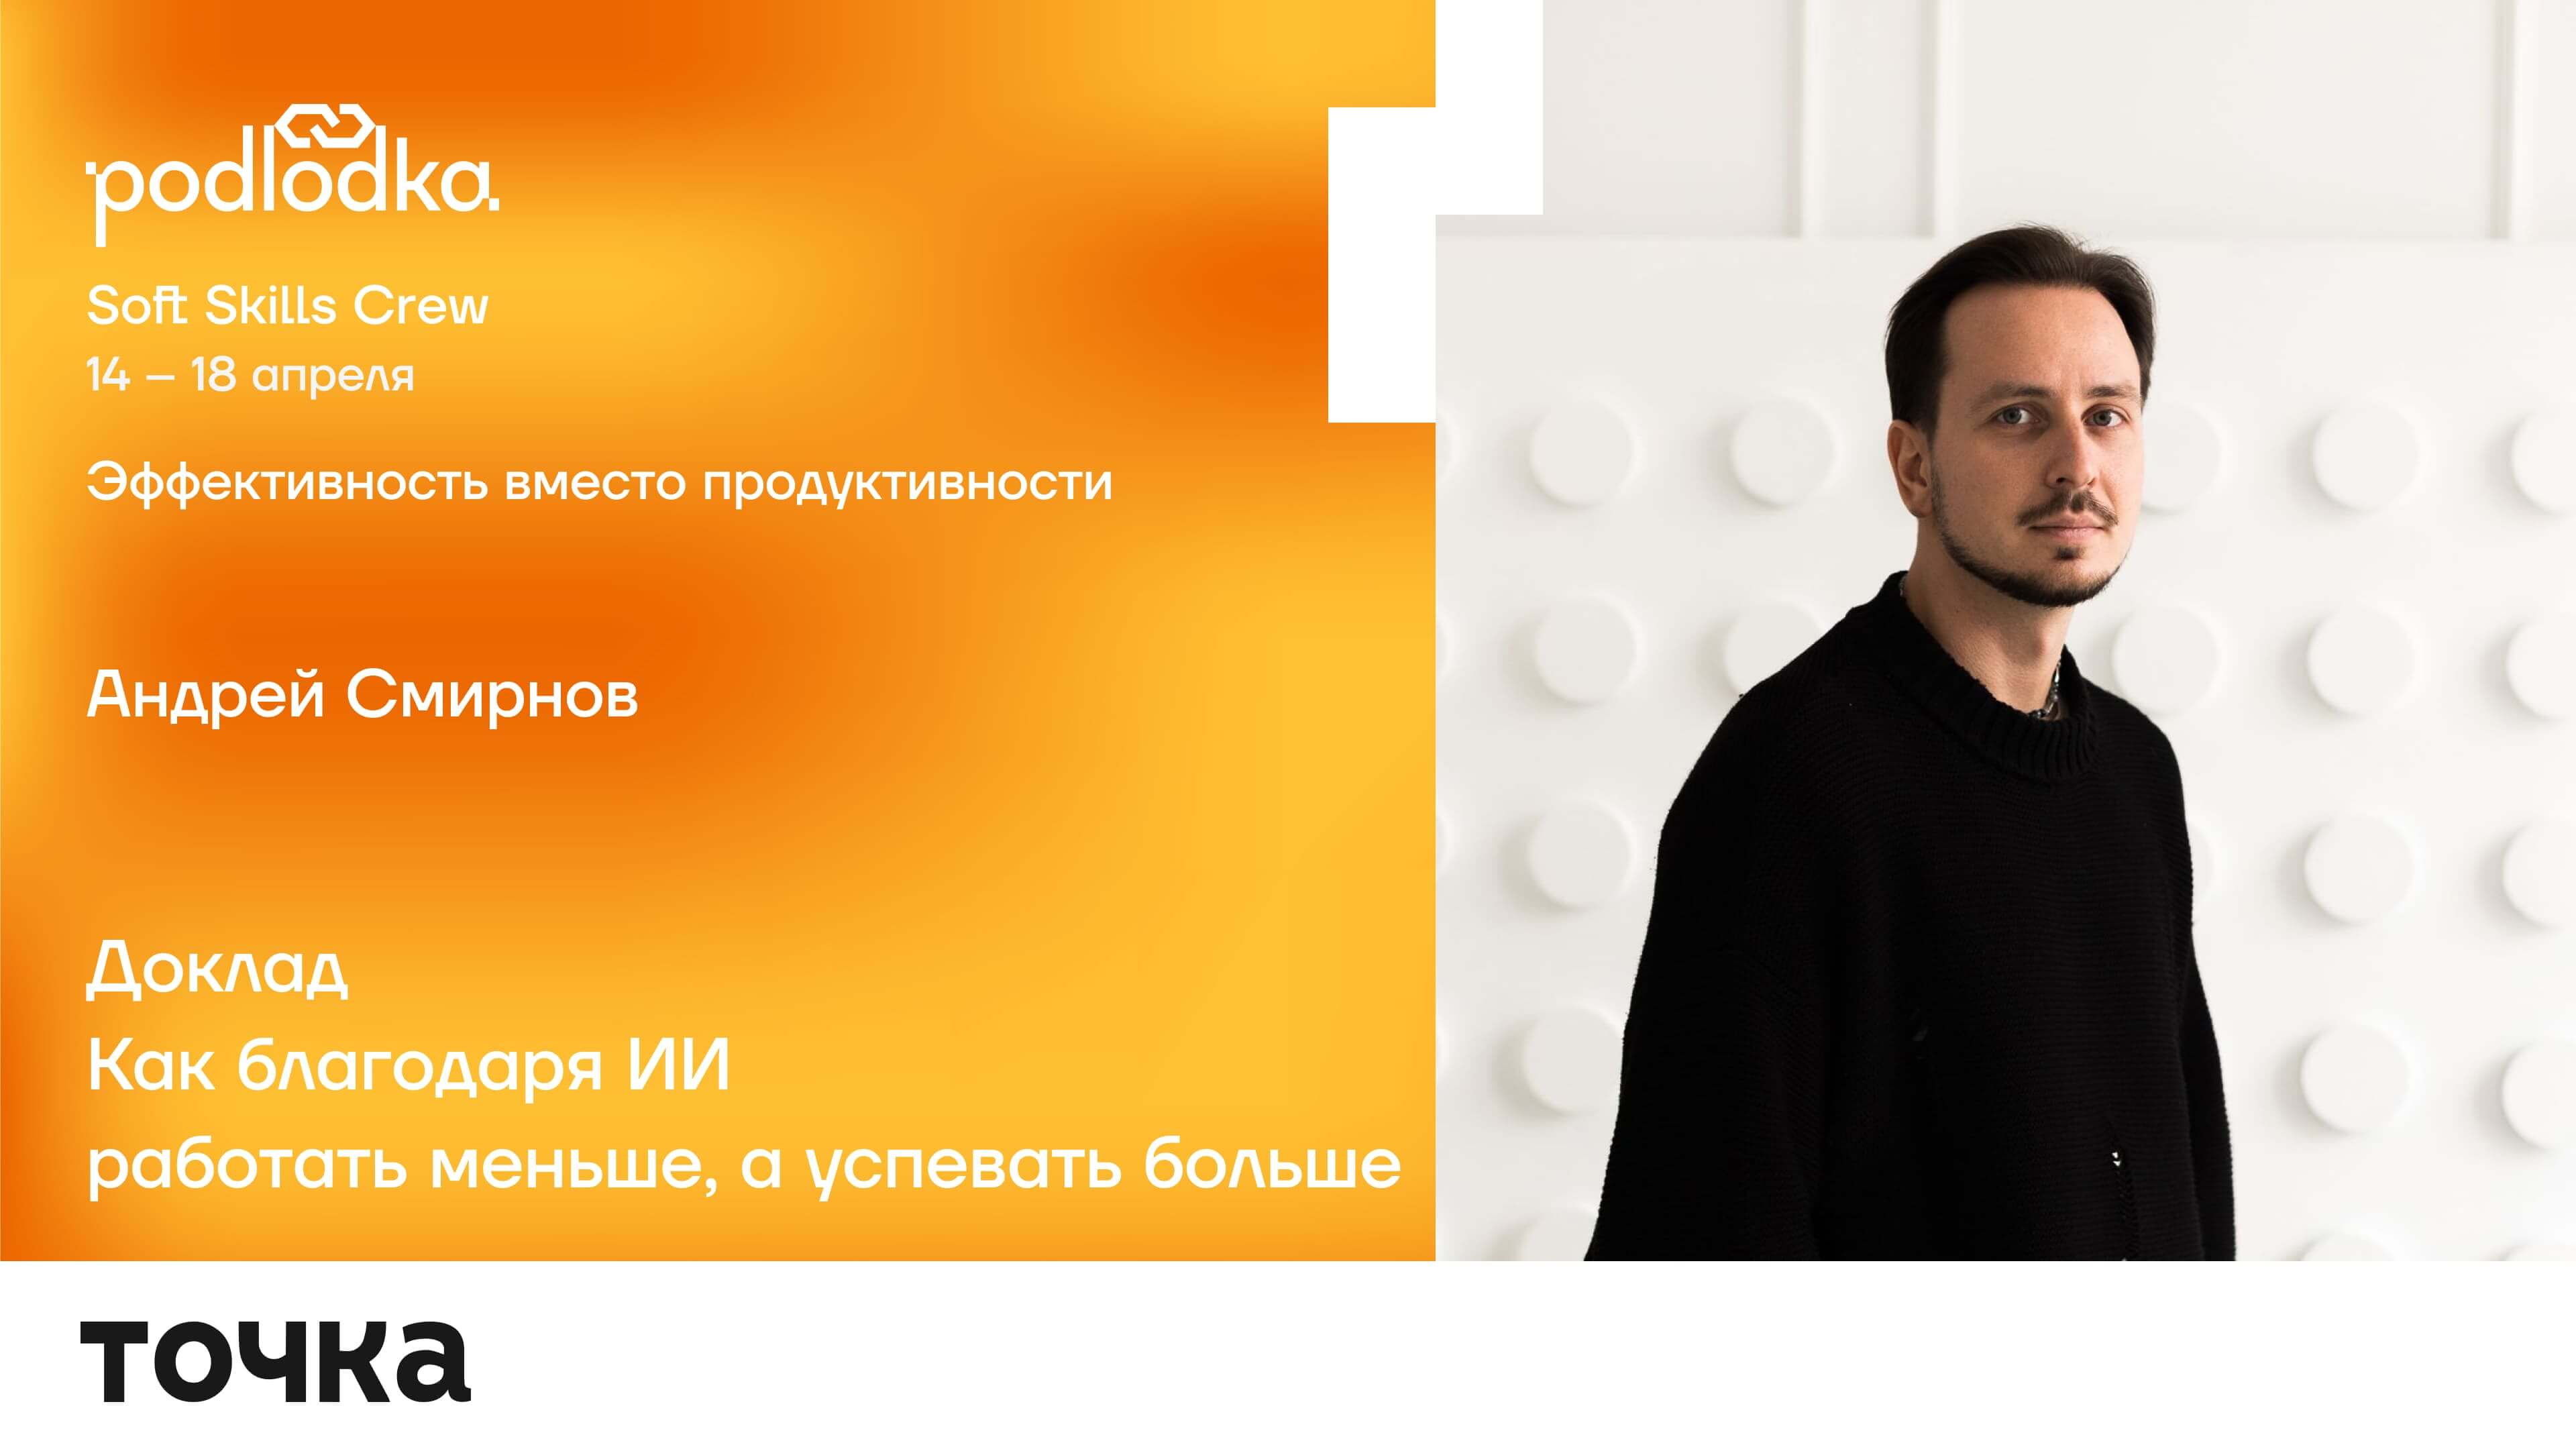 podlodka.
Soft Skills Crew
14 – 18 апреля
Эффективность вместо продуктивности
Андрей Смирнов
Доклад
Как благодаря ИИ
работать меньше, а успевать больше
точка